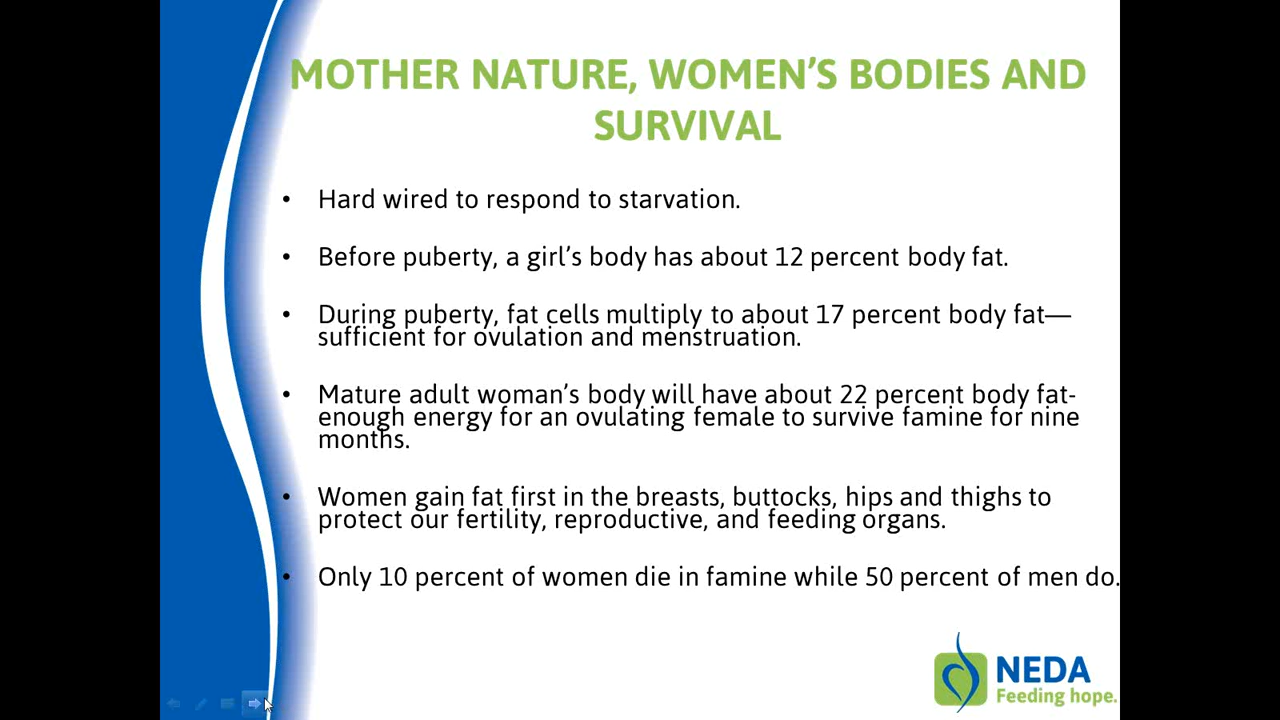 MOTHER NATURE, WOMEN’S BODIES AND
SURVIVAL
• Hard wired to respond to starvation.
• Before puberty, a girl’s body has about 12 percent body fat.
• During puberty, fat cells multiply to about 17 percent body fat—
sufficient for ovulation and menstruation.
• Mature adult woman’s body will have about 22 percent body fat-
enough energy for an ovulating female to survive famine for nine
months.
• Women gain fat first in the breasts, buttocks, hips and thighs to
protect our fertility, reproductive, and feeding organs.
• Only 10 percent of women die in famine while 50 percent of men do.
NEDA
Feeding hope.